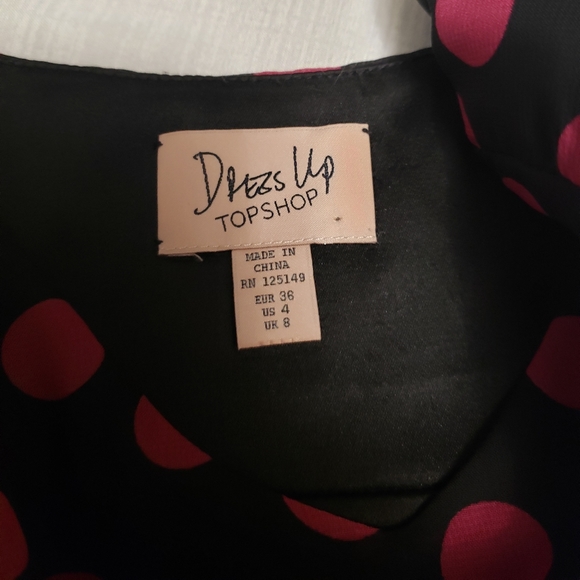 Dress Up
TOPSHOP
MADE IN
CHINA
RN 125149
EUR 36
US 4
UK 8